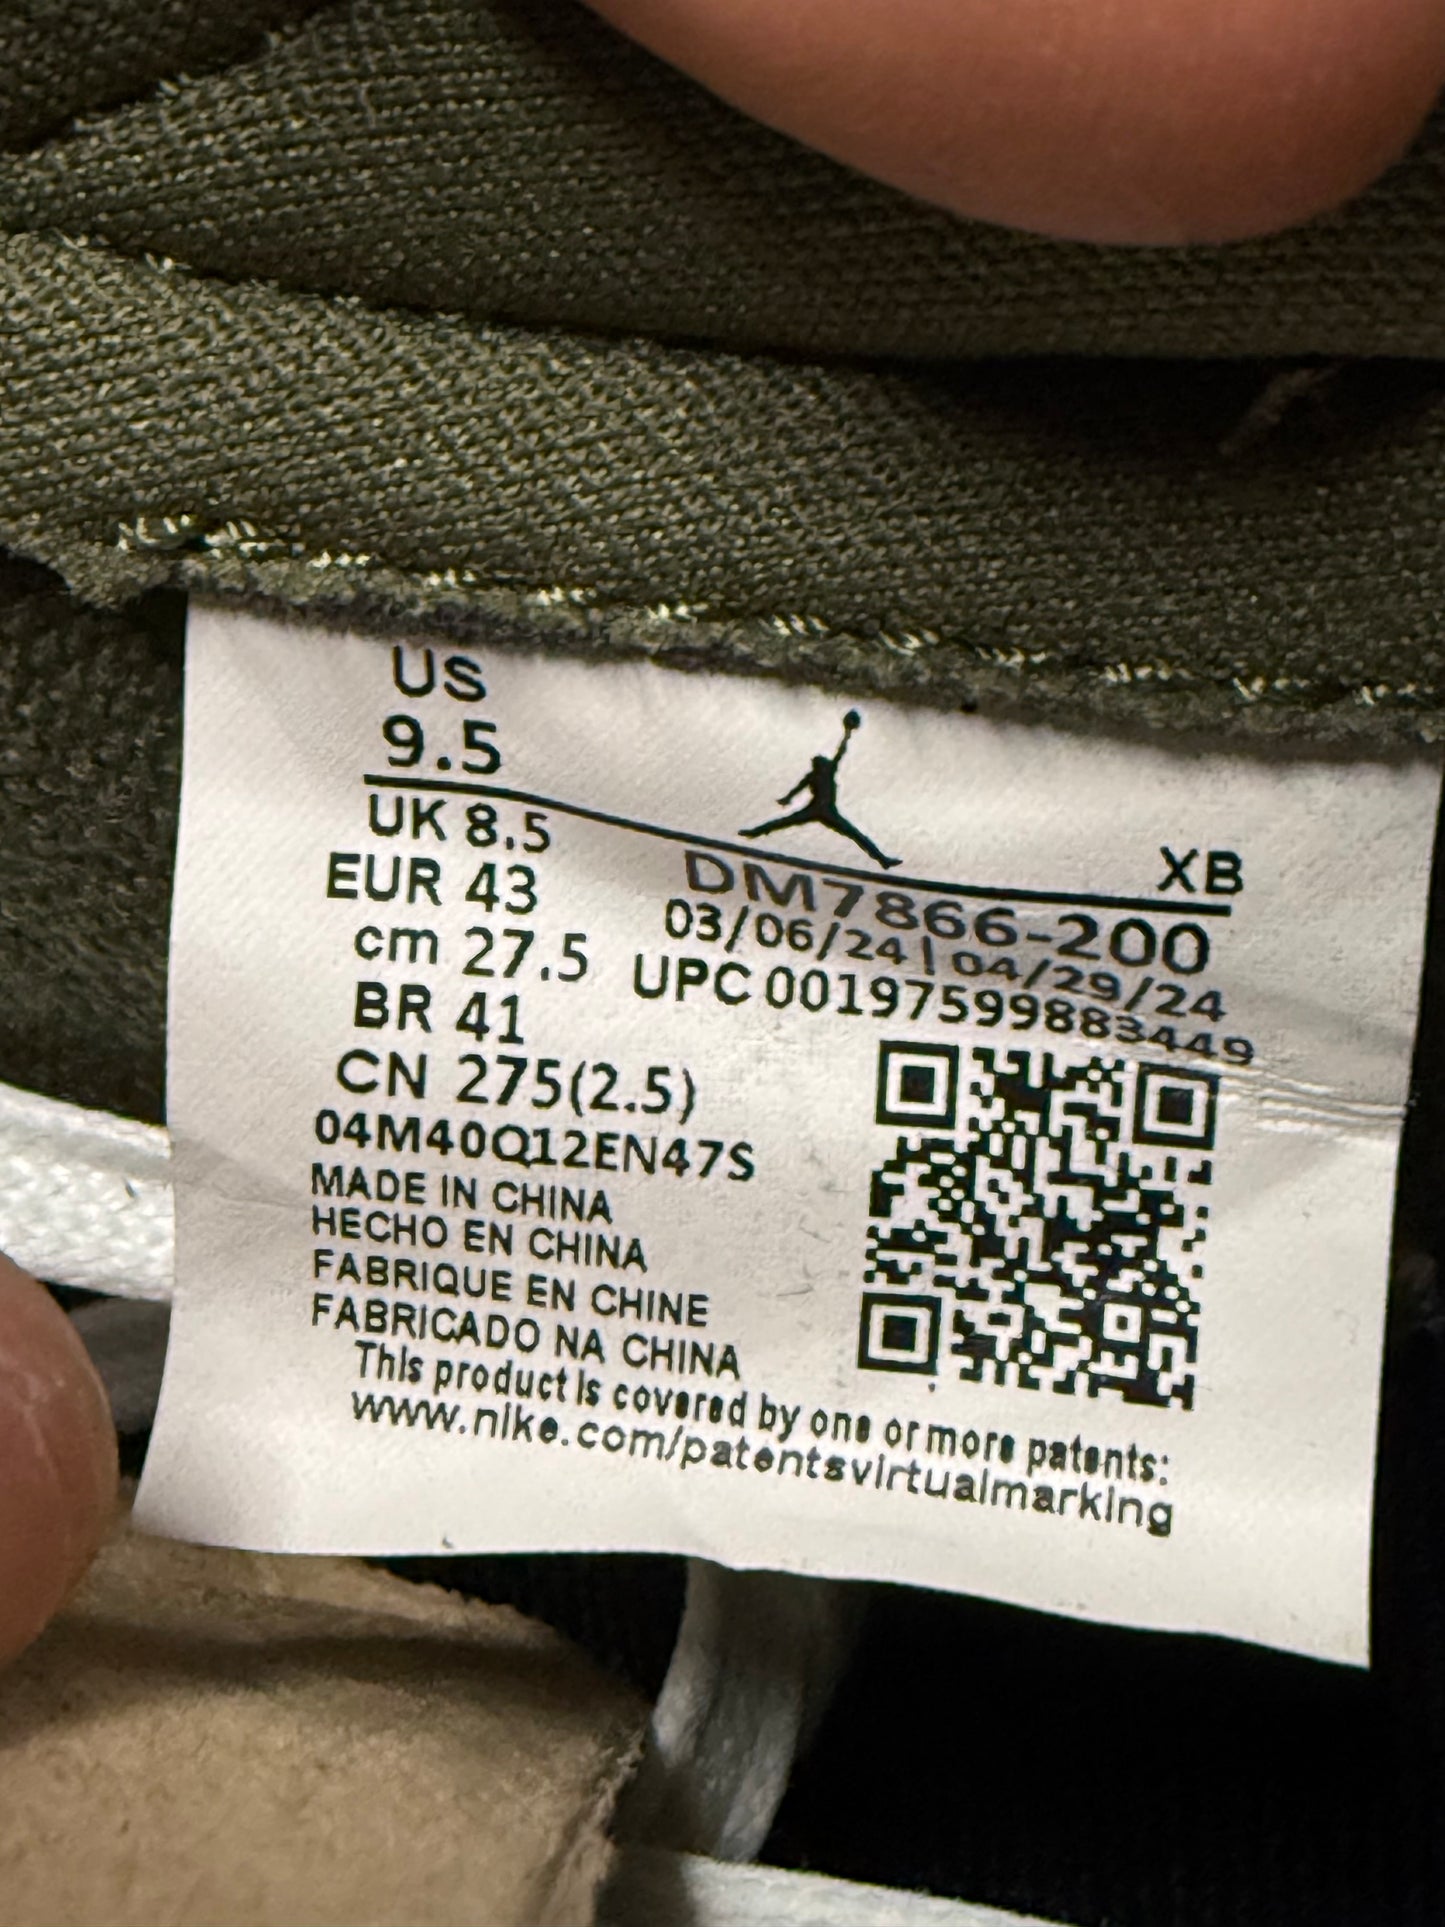 US
9.5
XB
UK 8.5
EUR 43
cm 27.5
BR 41
CN 275(2.5)
DM7866-200
03/06/24 | 04/29/24
UPC 00197599883449
04M40Q12EN47S
MADE IN CHINA
HECHO EN CHINA
FABRIQUE EN CHINE
FABRICADO NA CHINA
This product is covered by one or more patents:
www.nike.com/patentsvirtualmarking